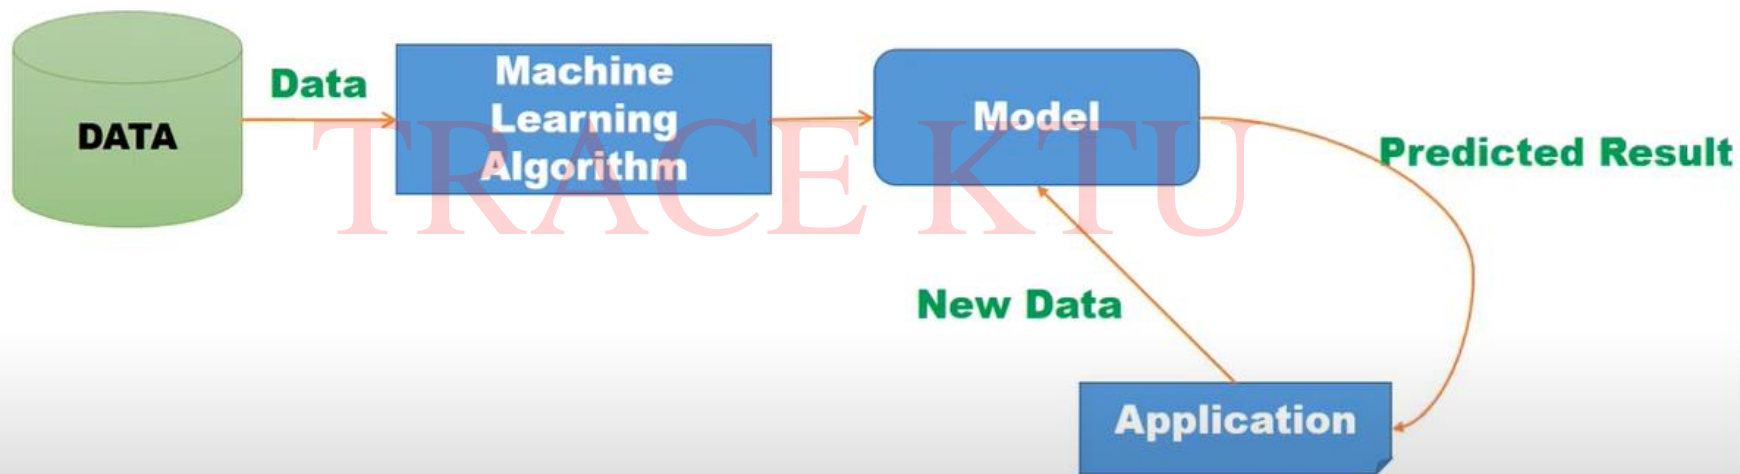 DATA
Data
Machine
Learning
Algorithm
Model
Predicted Result
TRACE KTU
New Data
Application